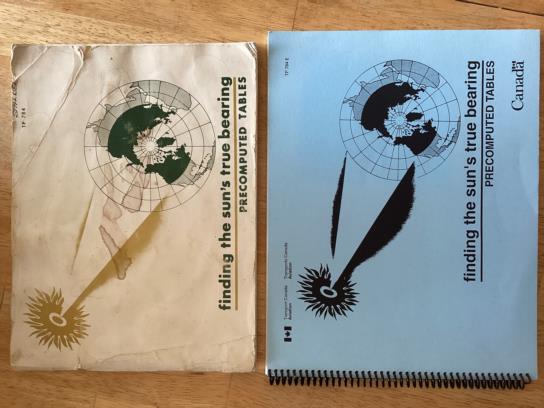 TP 784
finding the sun's true bearing
PRECOMPUTED TABLES
TP 784 E
Transport Canada
Aviation
Transports Canada
Aviation
finding the sun's true bearing
PRECOMPUTED TABLES
Canada